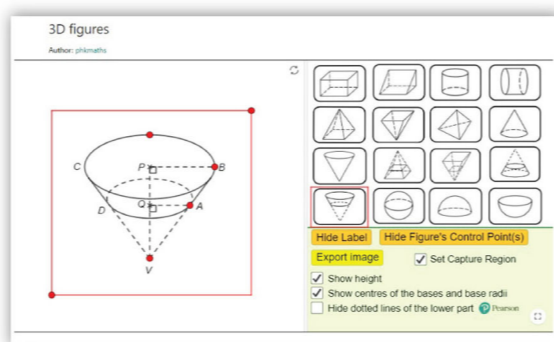 3D figures
Author: phkmaths
C
P
B
D
Q
A
V
Hide Label
Hide Figure's Control Point(s)
Export image
Set Capture Region
Show height
Show centres of the bases and base radii
Hide dotted lines of the lower part
Pearson